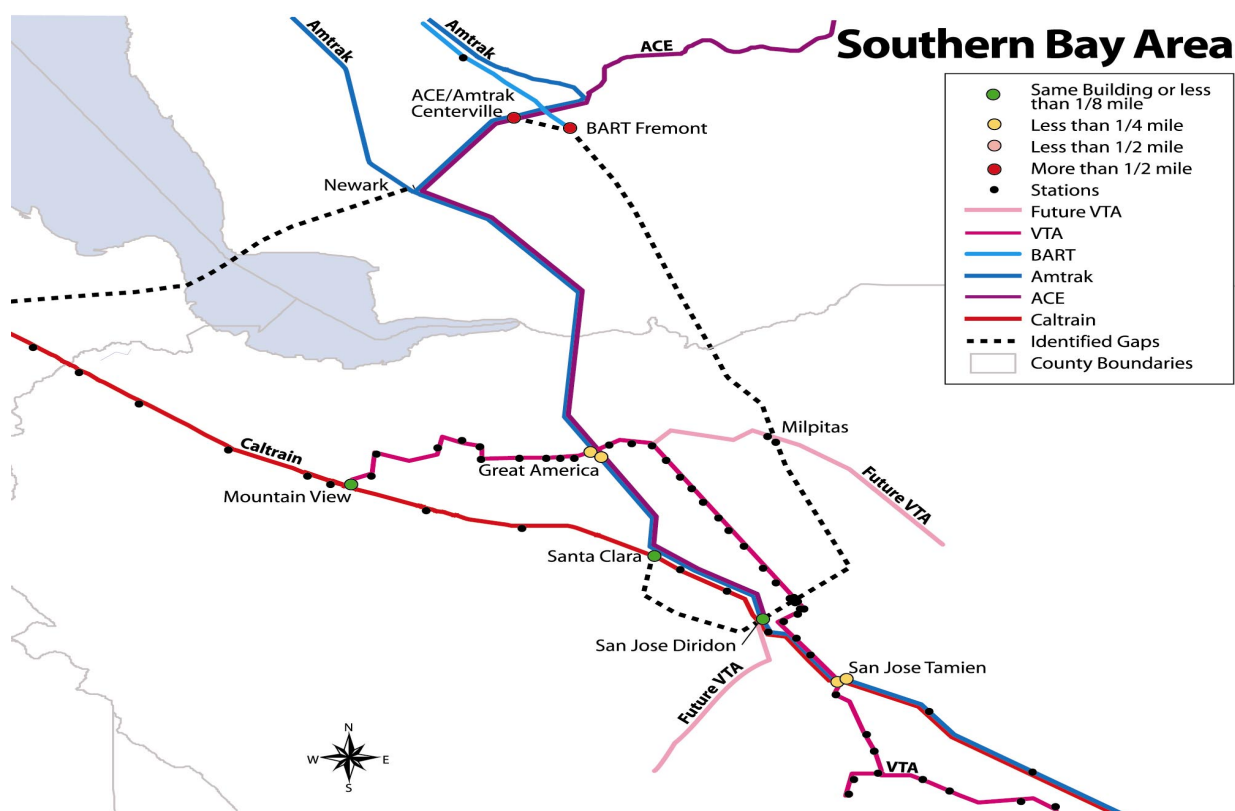 Southern Bay Area
Amtrak
Amtrak
ACE
ACE/Amtrak
Centerville
BART Fremont
Newark
Same Building or less
than 1/8 mile
Less than 1/4 mile
Less than 1/2 mile
More than 1/2 mile
Stations
Future VTA
VTA
BART
Amtrak
ACE
Caltrain
Identified Gaps
County Boundaries
Milpitas
Caltrain
Great America
Mountain View
Future VTA
Santa Clara
San Jose Diridon
San Jose Tamien
Future VTA
VTA
N
W
E
S